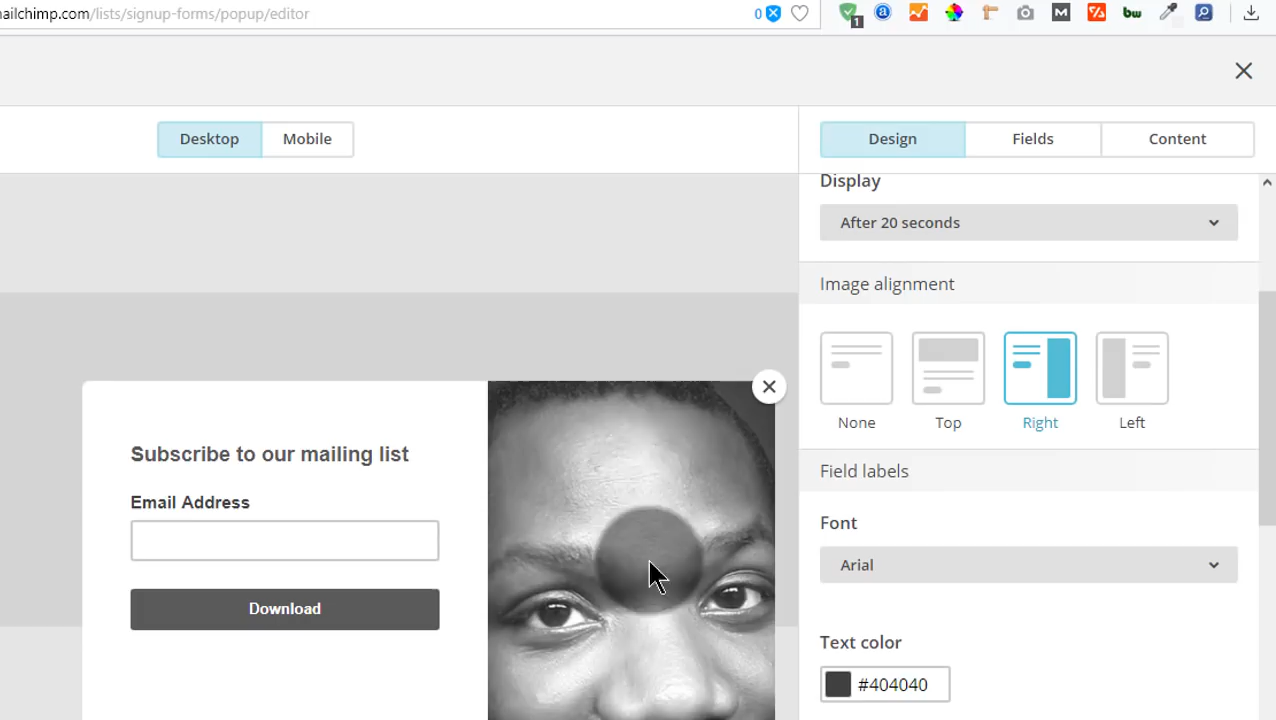 ailchimp.com/lists/signup-forms/popup/editor
0
1
a
M
bw
Desktop
Mobile
Design
Fields
Content
Display
After 20 seconds
Image alignment
None
Top
Right
Left
Field labels
Subscribe to our mailing list
Email Address
Font
Arial
Download
Text color
#404040